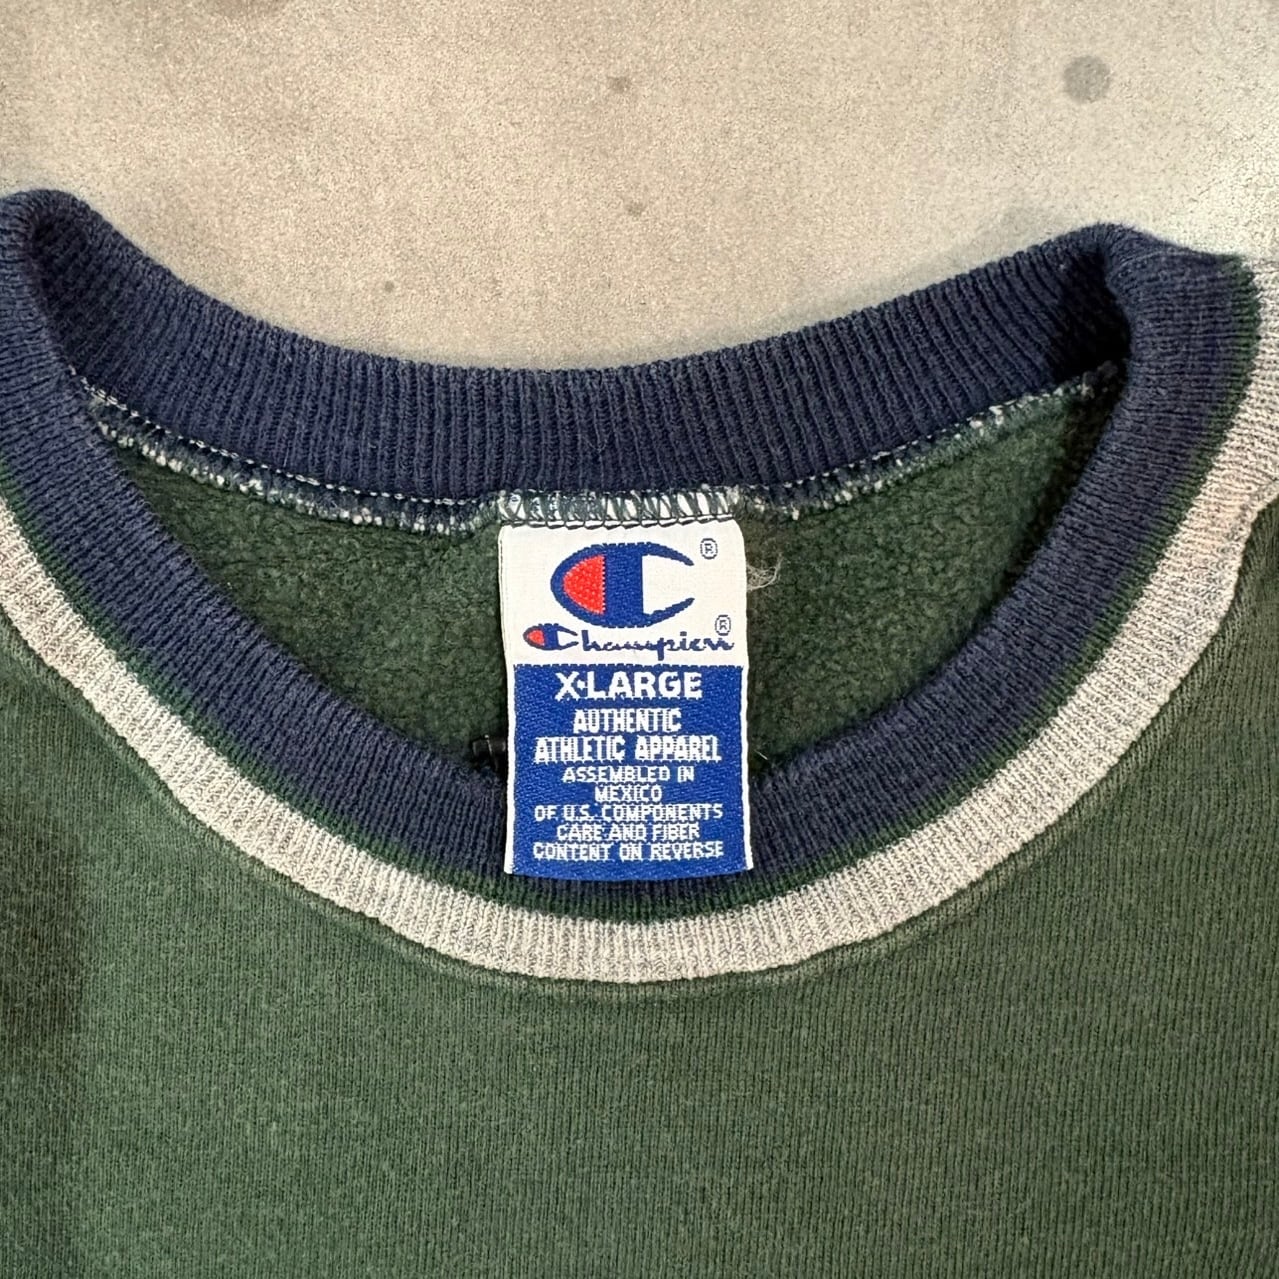 ®
Champion®
X-LARGE
AUTHENTIC
ATHLETIC APPAREL
ASSEMBLED IN
MEXICO
OF U.S. COMPONENTS
CARE AND FIBER
CONTENT ON REVERSE